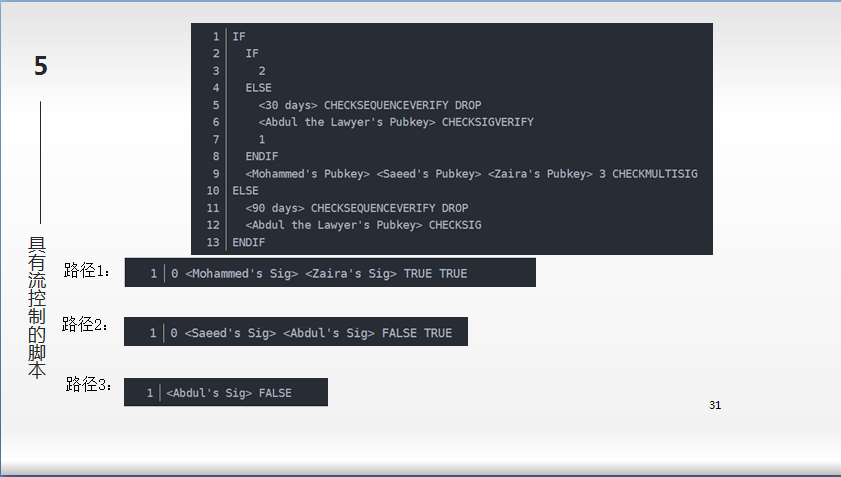 5
具有流控制的脚本
1 IF
2 IF
3 2
4 ELSE
5 <30 days> CHECKSEQUENCEVERIFY DROP
6 <Abdul the Lawyer's Pubkey> CHECKSIGVERIFY
7 1
8 ENDIF
9 <Mohammed's Pubkey> <Saeed's Pubkey> <Zaira's Pubkey> 3 CHECKMULTISIG
10 ELSE
11 <90 days> CHECKSEQUENCEVERIFY DROP
12 <Abdul the Lawyer's Pubkey> CHECKSIG
13 ENDIF
路径1：
1 0 <Mohammed's Sig> <Zaira's Sig> TRUE TRUE
路径2：
1 0 <Saeed's Sig> <Abdul's Sig> FALSE TRUE
路径3：
1 <Abdul's Sig> FALSE
31